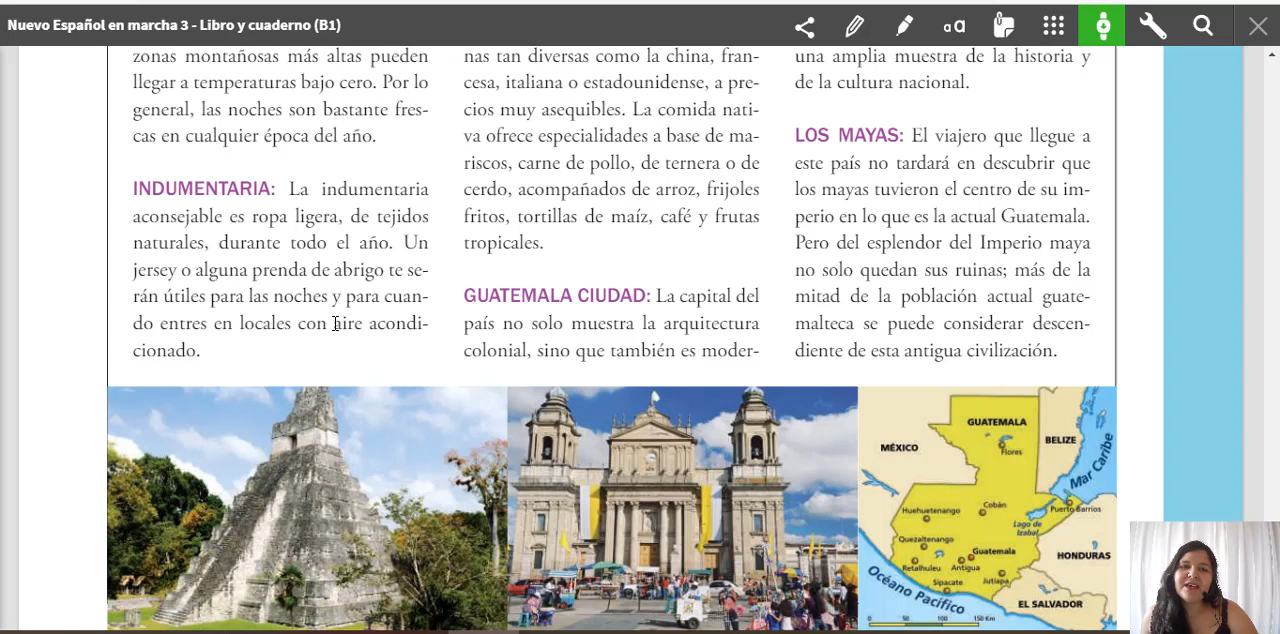 Nuevo Español en marcha 3 - Libro y cuaderno (B1)
aA
zonas montañosas más altas pueden
llegar a temperaturas bajo cero. Por lo
general, las noches son bastante fres-
cas en cualquier época del año.
INDUMENTARIA: La indumentaria
aconsejable es ropa ligera, de tejidos
naturales, durante todo el año. Un
jersey o alguna prenda de abrigo te se-
rán útiles para las noches y para cuan-
do entres en locales con aire acondi-
cionado.
nas tan diversas como la china, fran-
cesa, italiana o estadounidense, a pre-
cios muy asequibles. La comida nati-
va ofrece especialidades a base de ma-
riscos, carne de pollo, de ternera o de
cerdo, acompañados de arroz, frijoles
fritos, tortillas de maíz, café y frutas
tropicales.
GUATEMALA CIUDAD: La capital del
país no solo muestra la arquitectura
colonial, sino que también es moder-
una amplia muestra de la historia y
de la cultura nacional.
LOS MAYAS: El viajero que llegue a
este país no tardará en descubrir que
los mayas tuvieron el centro de su im-
perio en lo que es la actual Guatemala.
Pero del esplendor del Imperio maya
no solo quedan sus ruinas; más de la
mitad de la población actual guate-
malteca se puede considerar descen-
diente de esta antigua civilización.
GUATEMALA
MÉXICO
BELIZE
Flores
Mar Caribe
Huehuetenango
Cobán
Puerto Barrios
Lago de
Izabal
Quezaltenango
Guatemala
HONDURAS
Retalhuleu
Antigua
Sipacate
Jutiapa
Océano Pacífico
EL SALVADOR
0 50 100 150 Km